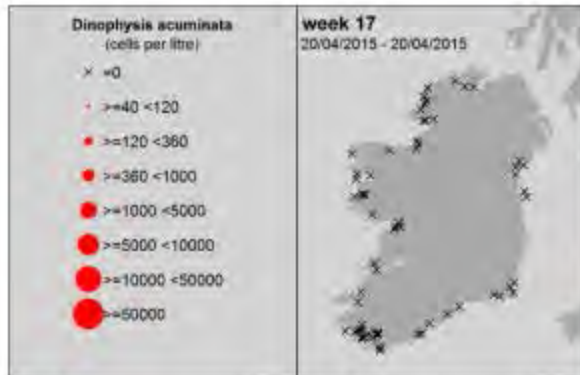 Dinophysis acuminata
(cells per litre)
× =0
>=40 <120
>=120 <360
>=360 <1000
>=1000 <5000
>=5000 <10000
>=10000 <50000
>=50000
week 17
20/04/2015 - 20/04/2015